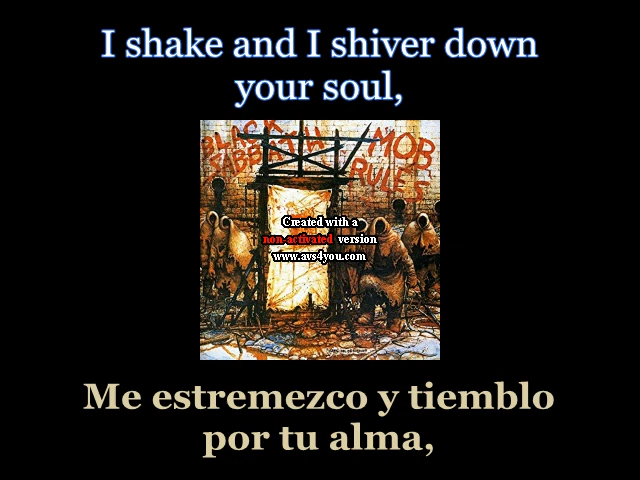 I shake and I shiver down
your soul,
BLACK MOB
SABBATH RULES
Created with a
non-activated version
www.avs4you.com
Me estremezco y tiemblo
por tu alma,